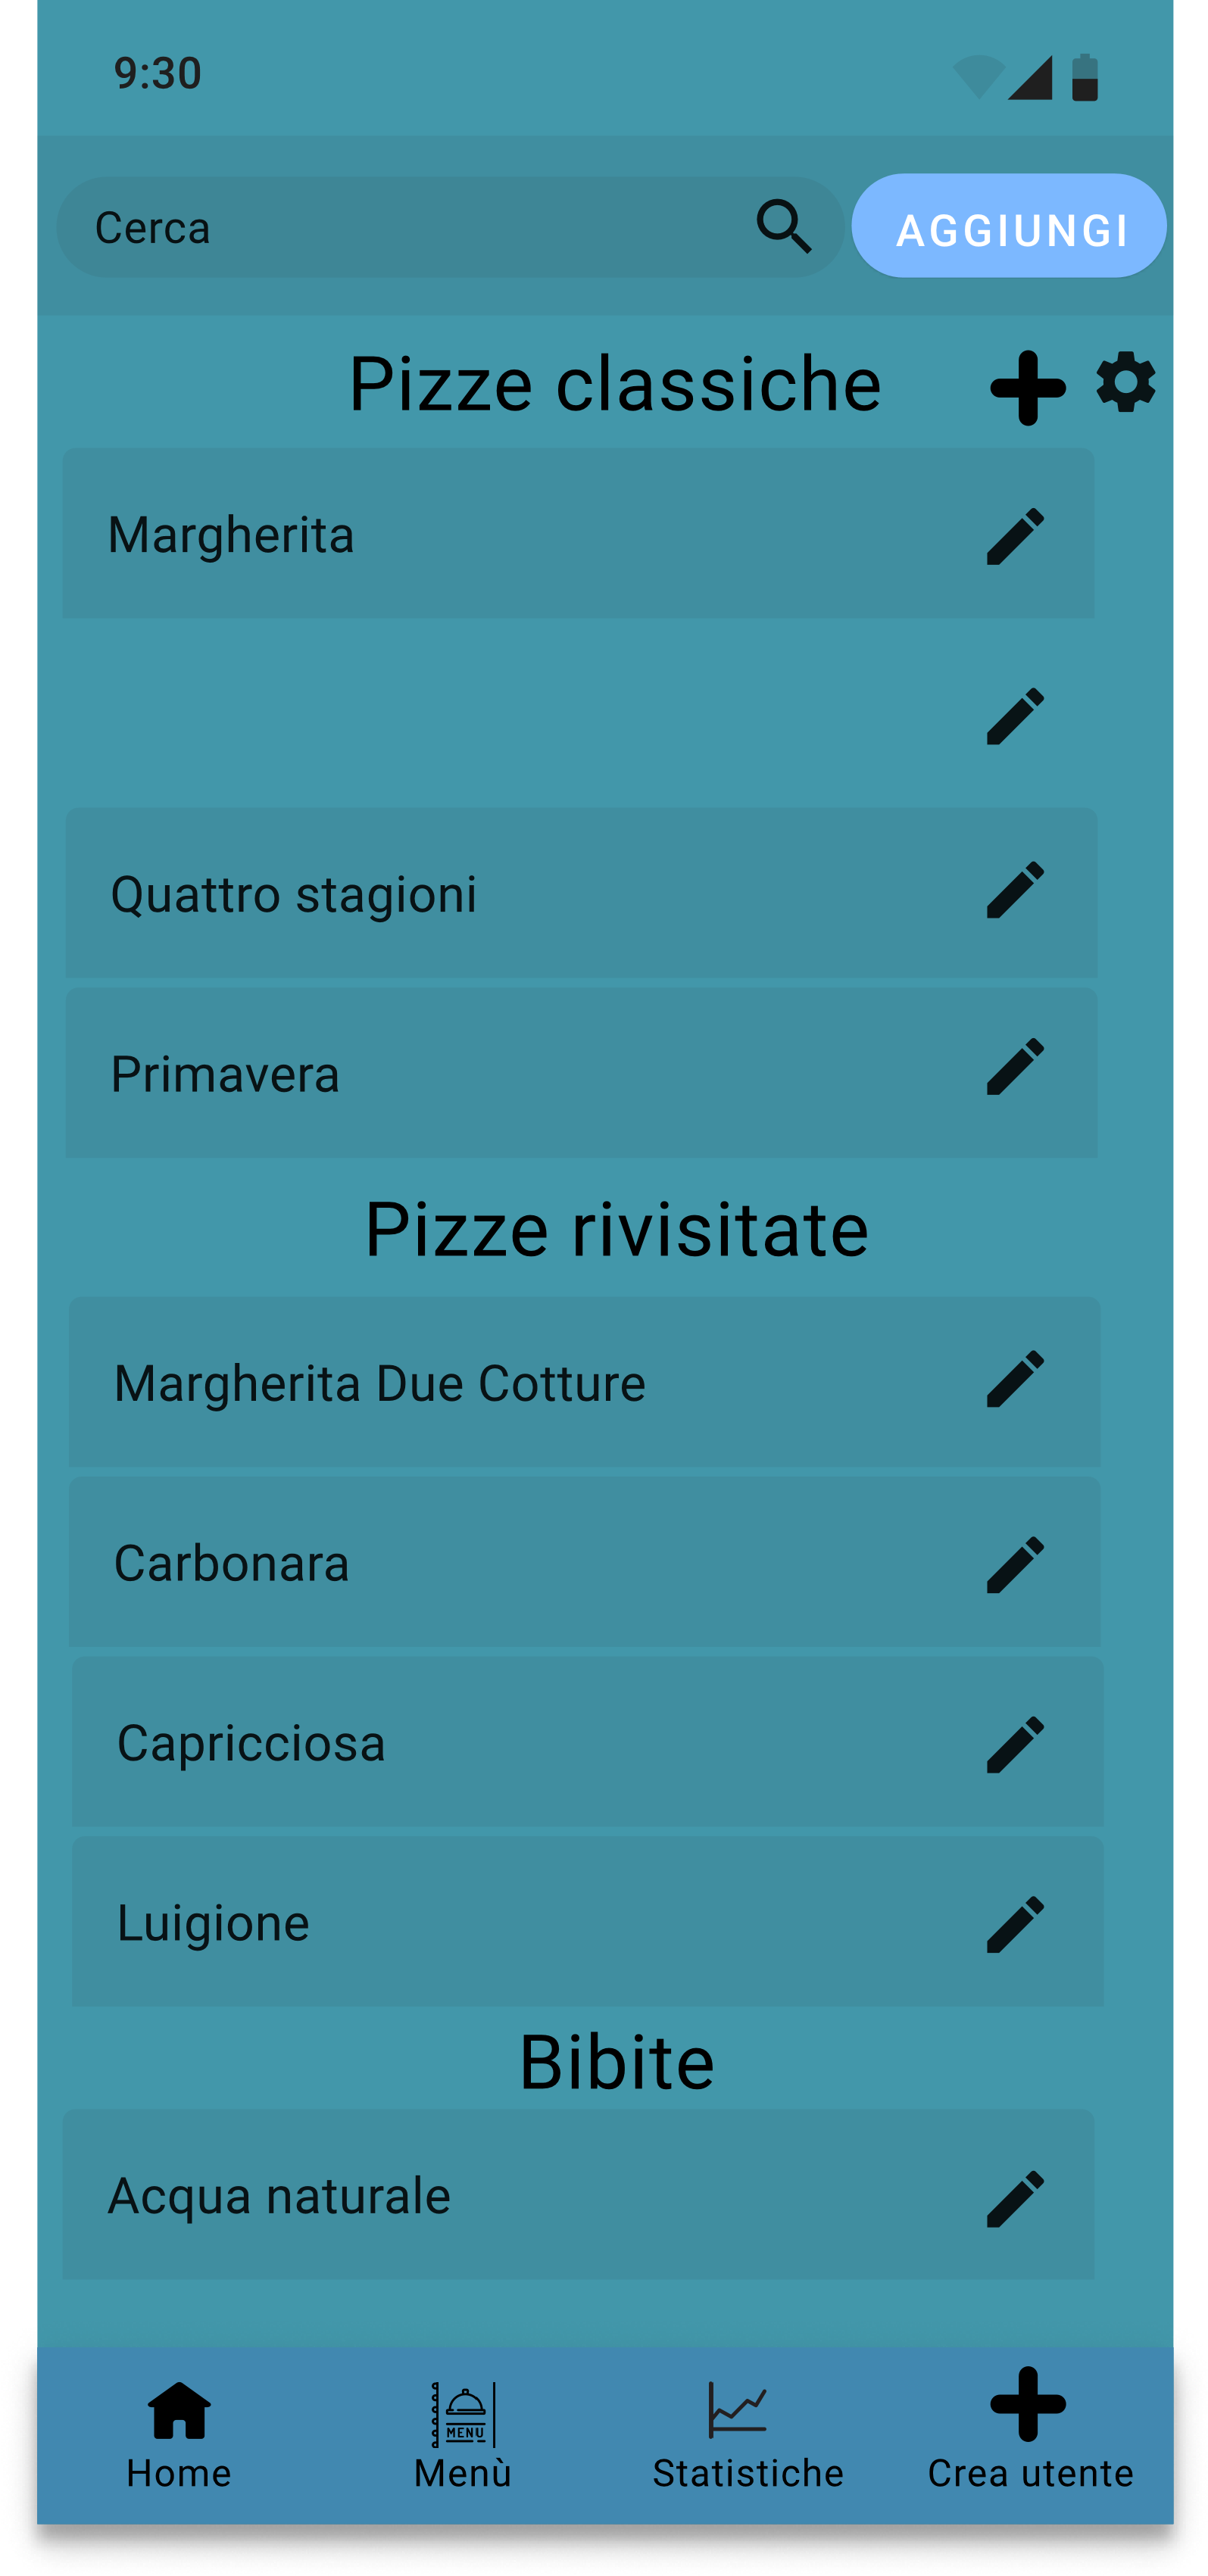 9:30
Cerca
AGGIUNGI
Pizze classiche
Margherita
Quattro stagioni
Primavera
Pizze rivisitate
Margherita Due Cotture
Carbonara
Capricciosa
Luigione
Bibite
Acqua naturale
MENU
Home
Menù
Statistiche
Crea utente